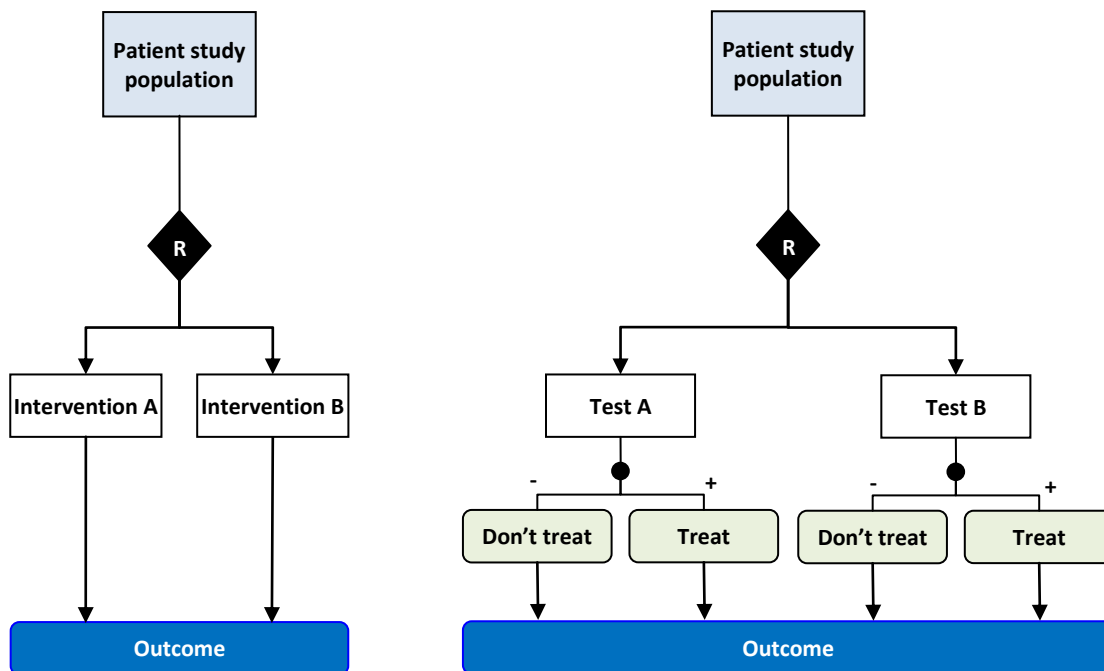 Patient study
population
R
Intervention A
Intervention B
Outcome
Patient study
population
R
Test A
Test B
-
+
-
+
Don’t treat
Treat
Don’t treat
Treat
Outcome